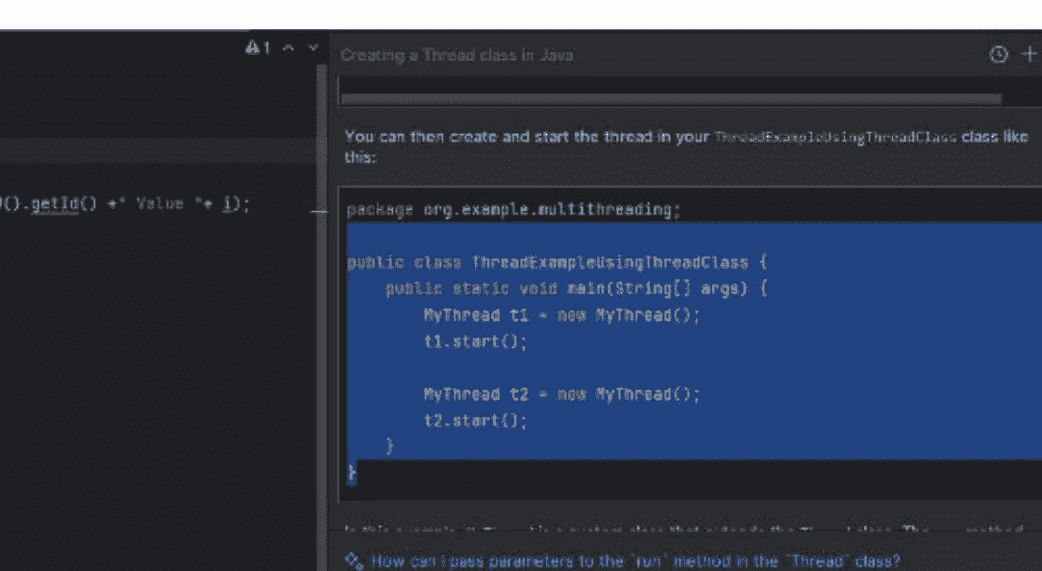 1
Creating a Thread class in Java
You can then create and start the thread in your ThreadExampleUsingThreadClass class like
this:
().getId() +" Value "+ i);
package org.example.multithreading;
public class ThreadExampleUsingThreadClass {
public static void main(String[] args) {
MyThread t1 = new MyThread();
t1.start();
MyThread t2 = new MyThread();
t2.start();
}
}
How can I pass parameters to the `run` method in the `Thread` class?